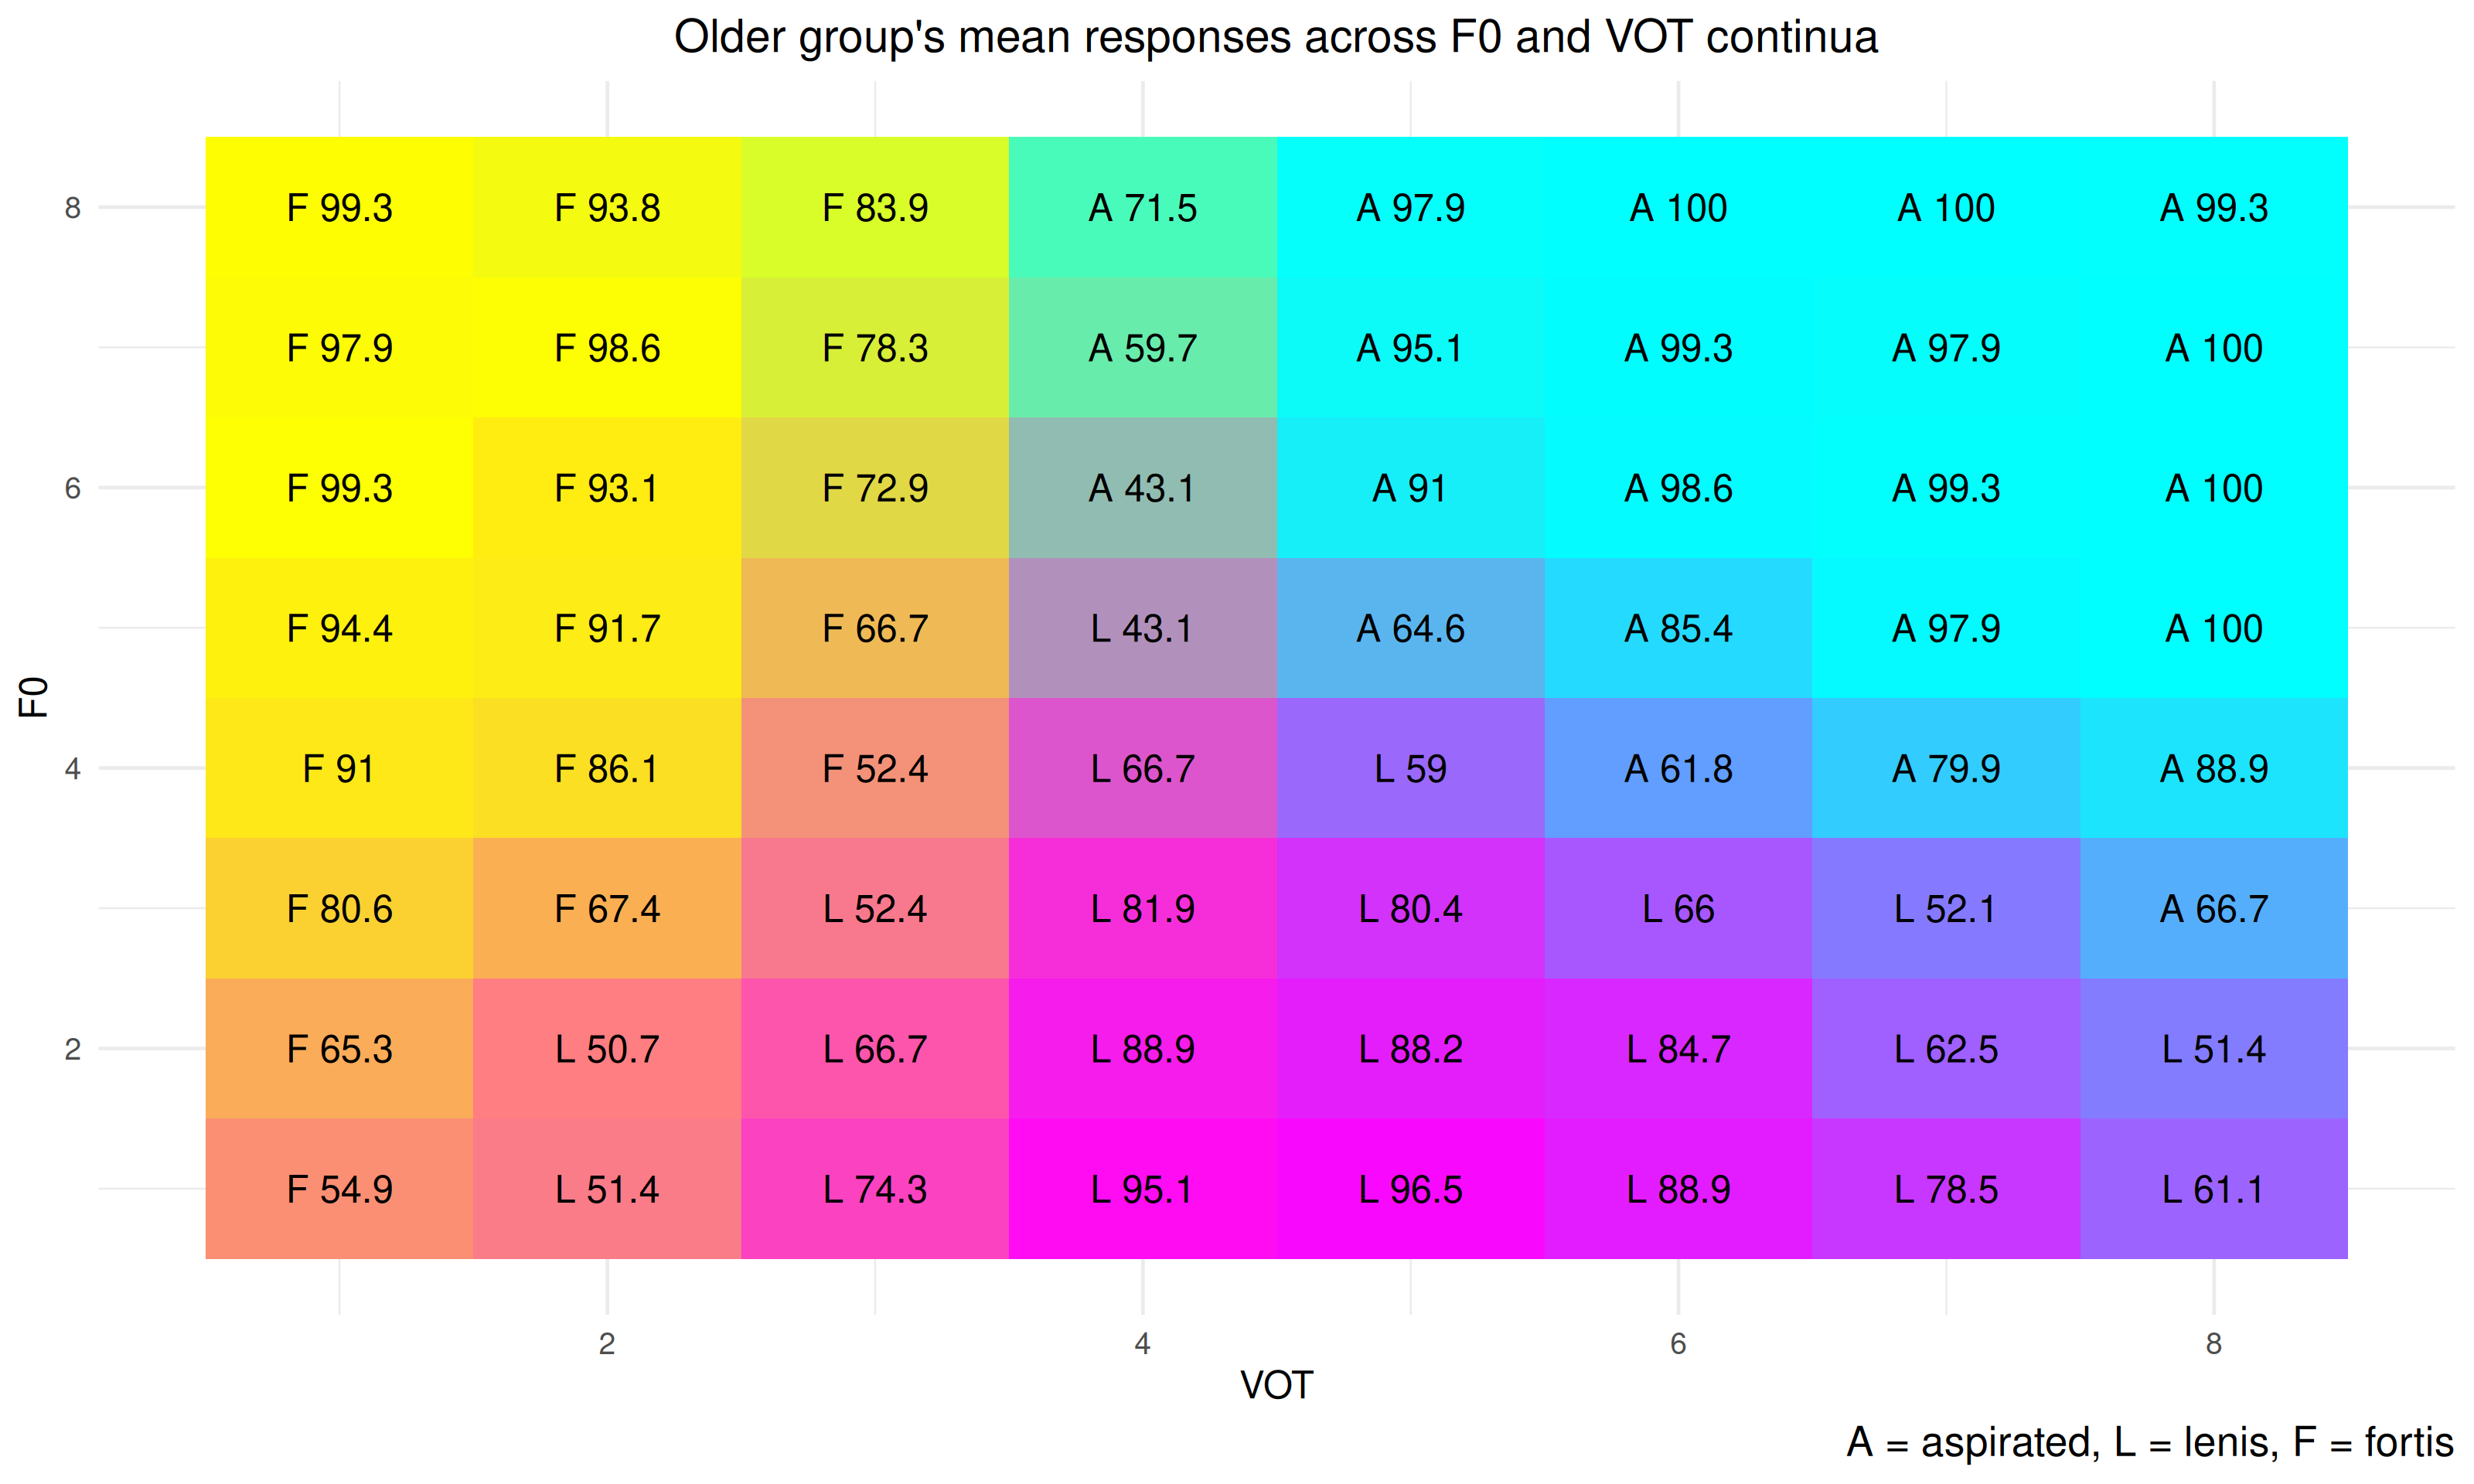 Older group's mean responses across F0 and VOT continua
8
F 99.3 F 93.8 F 83.9 A 71.5 A 97.9 A 100 A 100 A 99.3
F 97.9 F 98.6 F 78.3 A 59.7 A 95.1 A 99.3 A 97.9 A 100
6
F 99.3 F 93.1 F 72.9 A 43.1 A 91 A 98.6 A 99.3 A 100
F 94.4 F 91.7 F 66.7 L 43.1 A 64.6 A 85.4 A 97.9 A 100
F0
4
F 91 F 86.1 F 52.4 L 66.7 L 59 A 61.8 A 79.9 A 88.9
F 80.6 F 67.4 L 52.4 L 81.9 L 80.4 L 66 L 52.1 A 66.7
2
F 65.3 L 50.7 L 66.7 L 88.9 L 88.2 L 84.7 L 62.5 L 51.4
F 54.9 L 51.4 L 74.3 L 95.1 L 96.5 L 88.9 L 78.5 L 61.1
2 4 6 8
VOT
A = aspirated, L = lenis, F = fortis